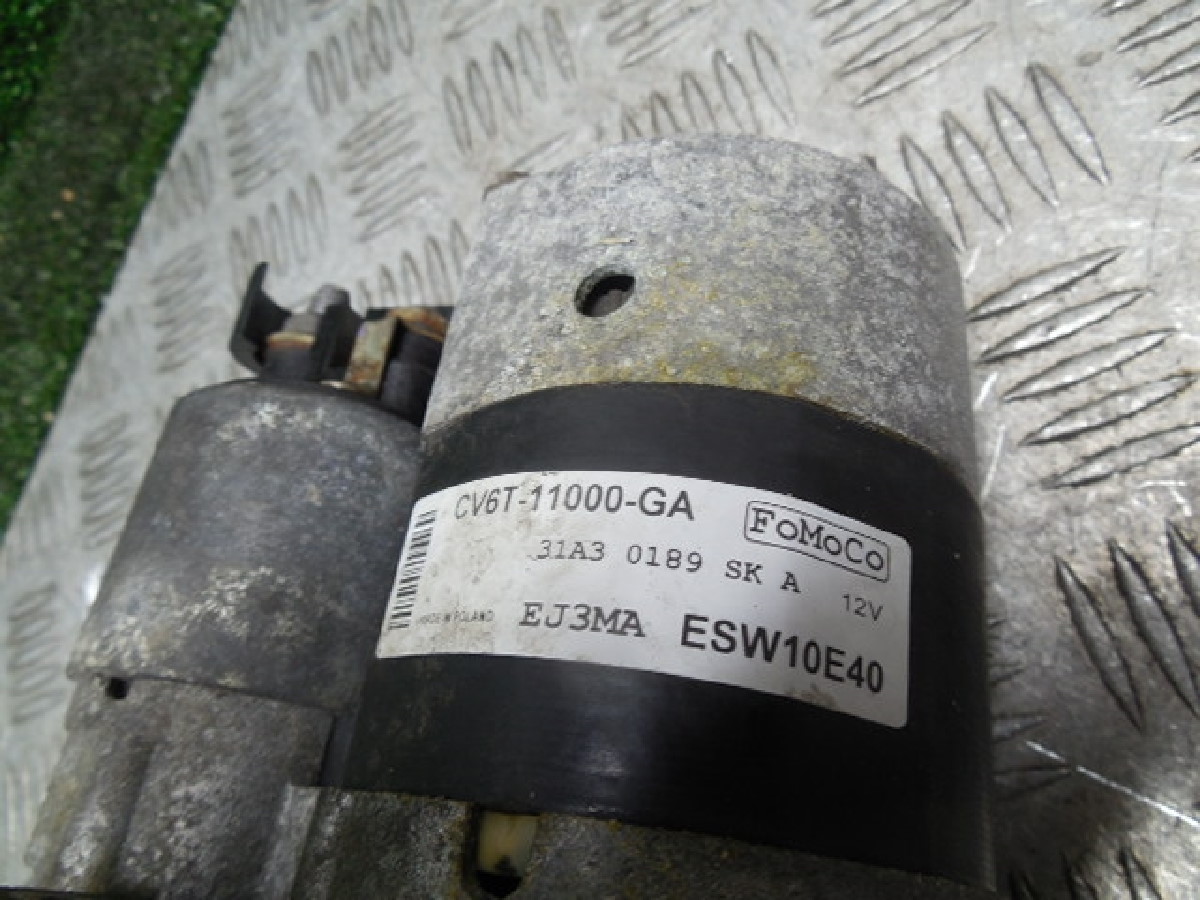 CV6T-11000-GA FoMoCo
31A3 0189 SK A 12V
MADE IN POLAND EJ3MA ESW10E40